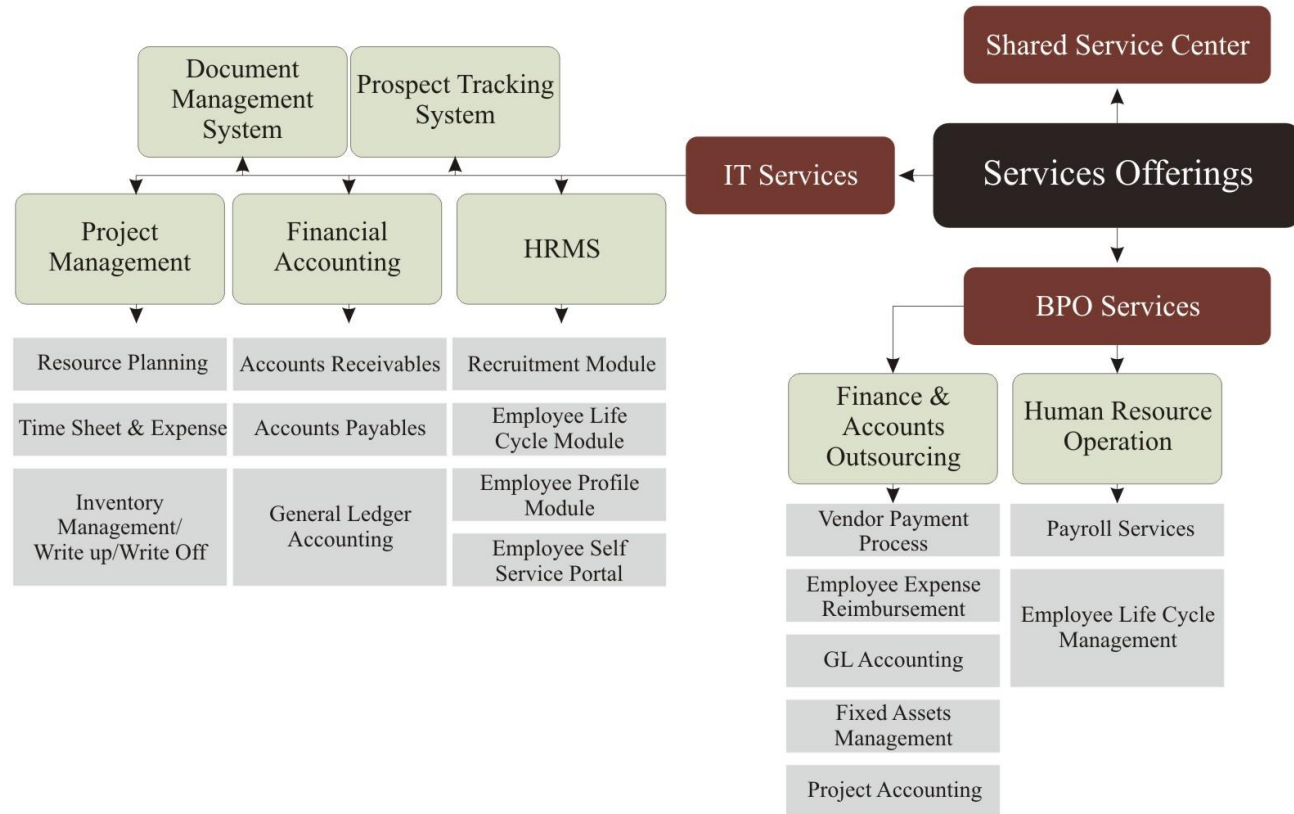 Shared Service Center
Document
Management
System
Prospect Tracking
System
IT Services
Services Offerings
Project
Management
Financial
Accounting
HRMS
BPO Services
Resource Planning
Time Sheet & Expense
Inventory
Management/
Write up/Write Off
Accounts Receivables
Accounts Payables
General Ledger
Accounting
Recruitment Module
Employee Life
Cycle Module
Employee Profile
Module
Employee Self
Service Portal
Finance &
Accounts
Outsourcing
Human Resource
Operation
Vendor Payment
Process
Employee Expense
Reimbursement
GL Accounting
Fixed Assets
Management
Project Accounting
Payroll Services
Employee Life Cycle
Management